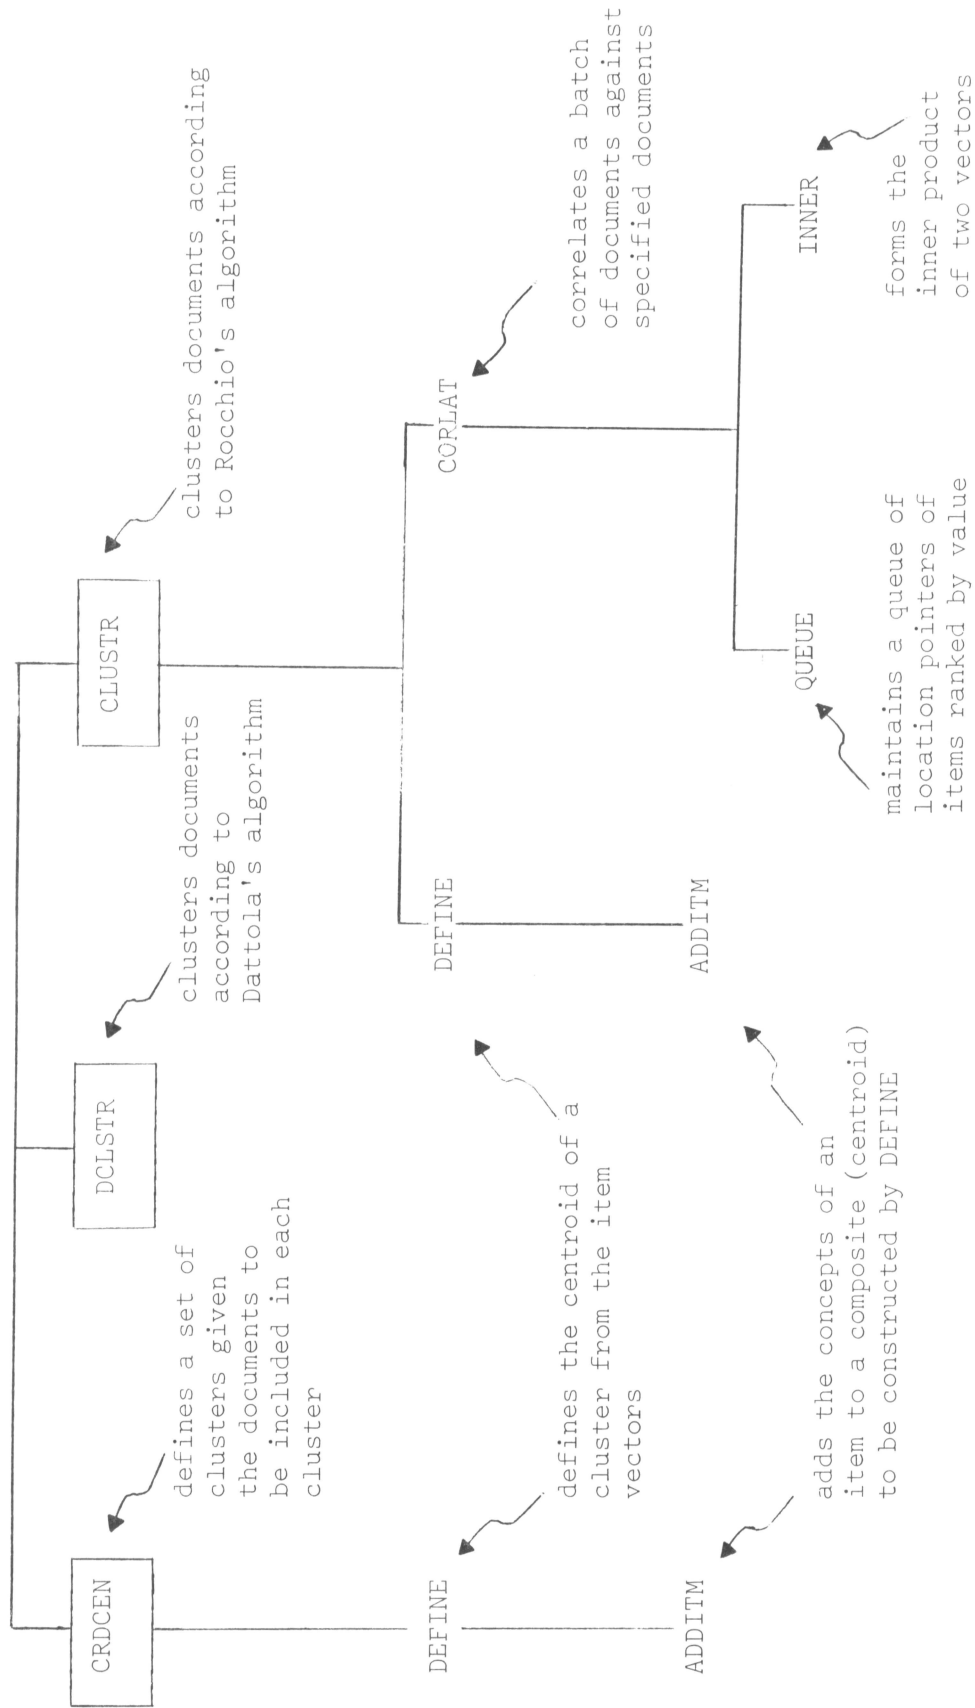 CRDCEN
defines a set of
clusters given
the documents to
be included in each
cluster
DCLSTR
clusters documents
according to
Dattola's algorithm
CLUSTR
clusters documents according
to Rocchio's algorithm
DEFINE
defines the centroid of a
cluster from the item
vectors
DEFINE
CORLAT
correlates a batch
of documents against
specified documents
ADDITM
adds the concepts of an
item to a composite (centroid)
to be constructed by DEFINE
ADDITM
QUEUE
maintains a queue of
location pointers of
items ranked by value
INNER
forms the
inner product
of two vectors